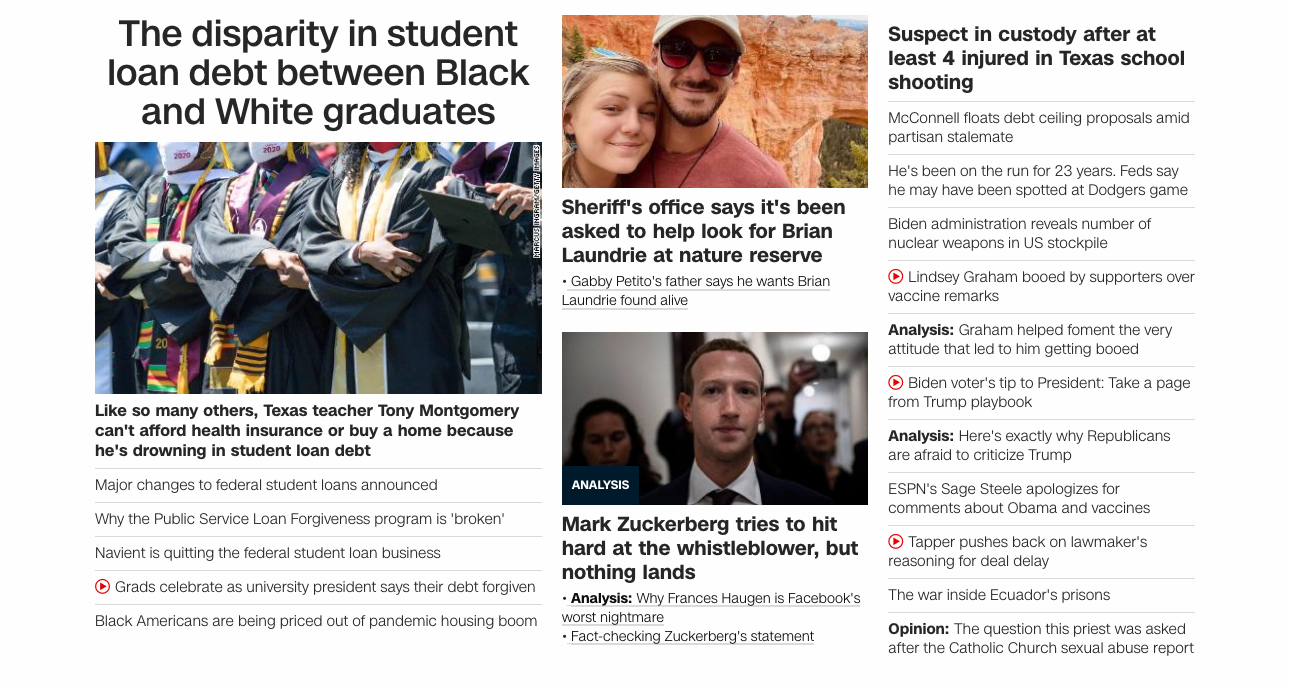 The disparity in student
loan debt between Black
and White graduates
2020
2020
20
MARCUS INGRAM/GETTY IMAGES
Like so many others, Texas teacher Tony Montgomery
can't afford health insurance or buy a home because
he's drowning in student loan debt
Major changes to federal student loans announced
Why the Public Service Loan Forgiveness program is 'broken'
Navient is quitting the federal student loan business
Grads celebrate as university president says their debt forgiven
Black Americans are being priced out of pandemic housing boom
Sheriff's office says it's been
asked to help look for Brian
Laundrie at nature reserve
• Gabby Petito's father says he wants Brian
Laundrie found alive
ANALYSIS
Mark Zuckerberg tries to hit
hard at the whistleblower, but
nothing lands
• Analysis: Why Frances Haugen is Facebook's
worst nightmare
• Fact-checking Zuckerberg's statement
Suspect in custody after at
least 4 injured in Texas school
shooting
McConnell floats debt ceiling proposals amid
partisan stalemate
He's been on the run for 23 years. Feds say
he may have been spotted at Dodgers game
Biden administration reveals number of
nuclear weapons in US stockpile
Lindsey Graham booed by supporters over
vaccine remarks
Analysis: Graham helped foment the very
attitude that led to him getting booed
Biden voter's tip to President: Take a page
from Trump playbook
Analysis: Here's exactly why Republicans
are afraid to criticize Trump
ESPN's Sage Steele apologizes for
comments about Obama and vaccines
Tapper pushes back on lawmaker's
reasoning for deal delay
The war inside Ecuador's prisons
Opinion: The question this priest was asked
after the Catholic Church sexual abuse report